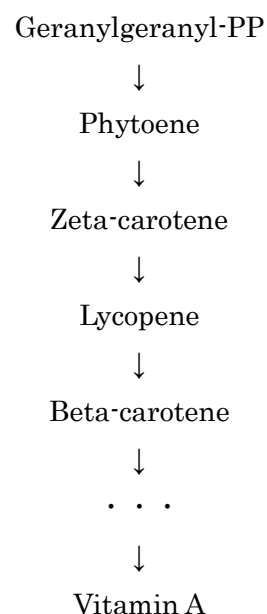 Geranylgeranyl-PP
↓
Phytoene
↓
Zeta-carotene
↓
Lycopene
↓
Beta-carotene
↓
・・・
↓
Vitamin A